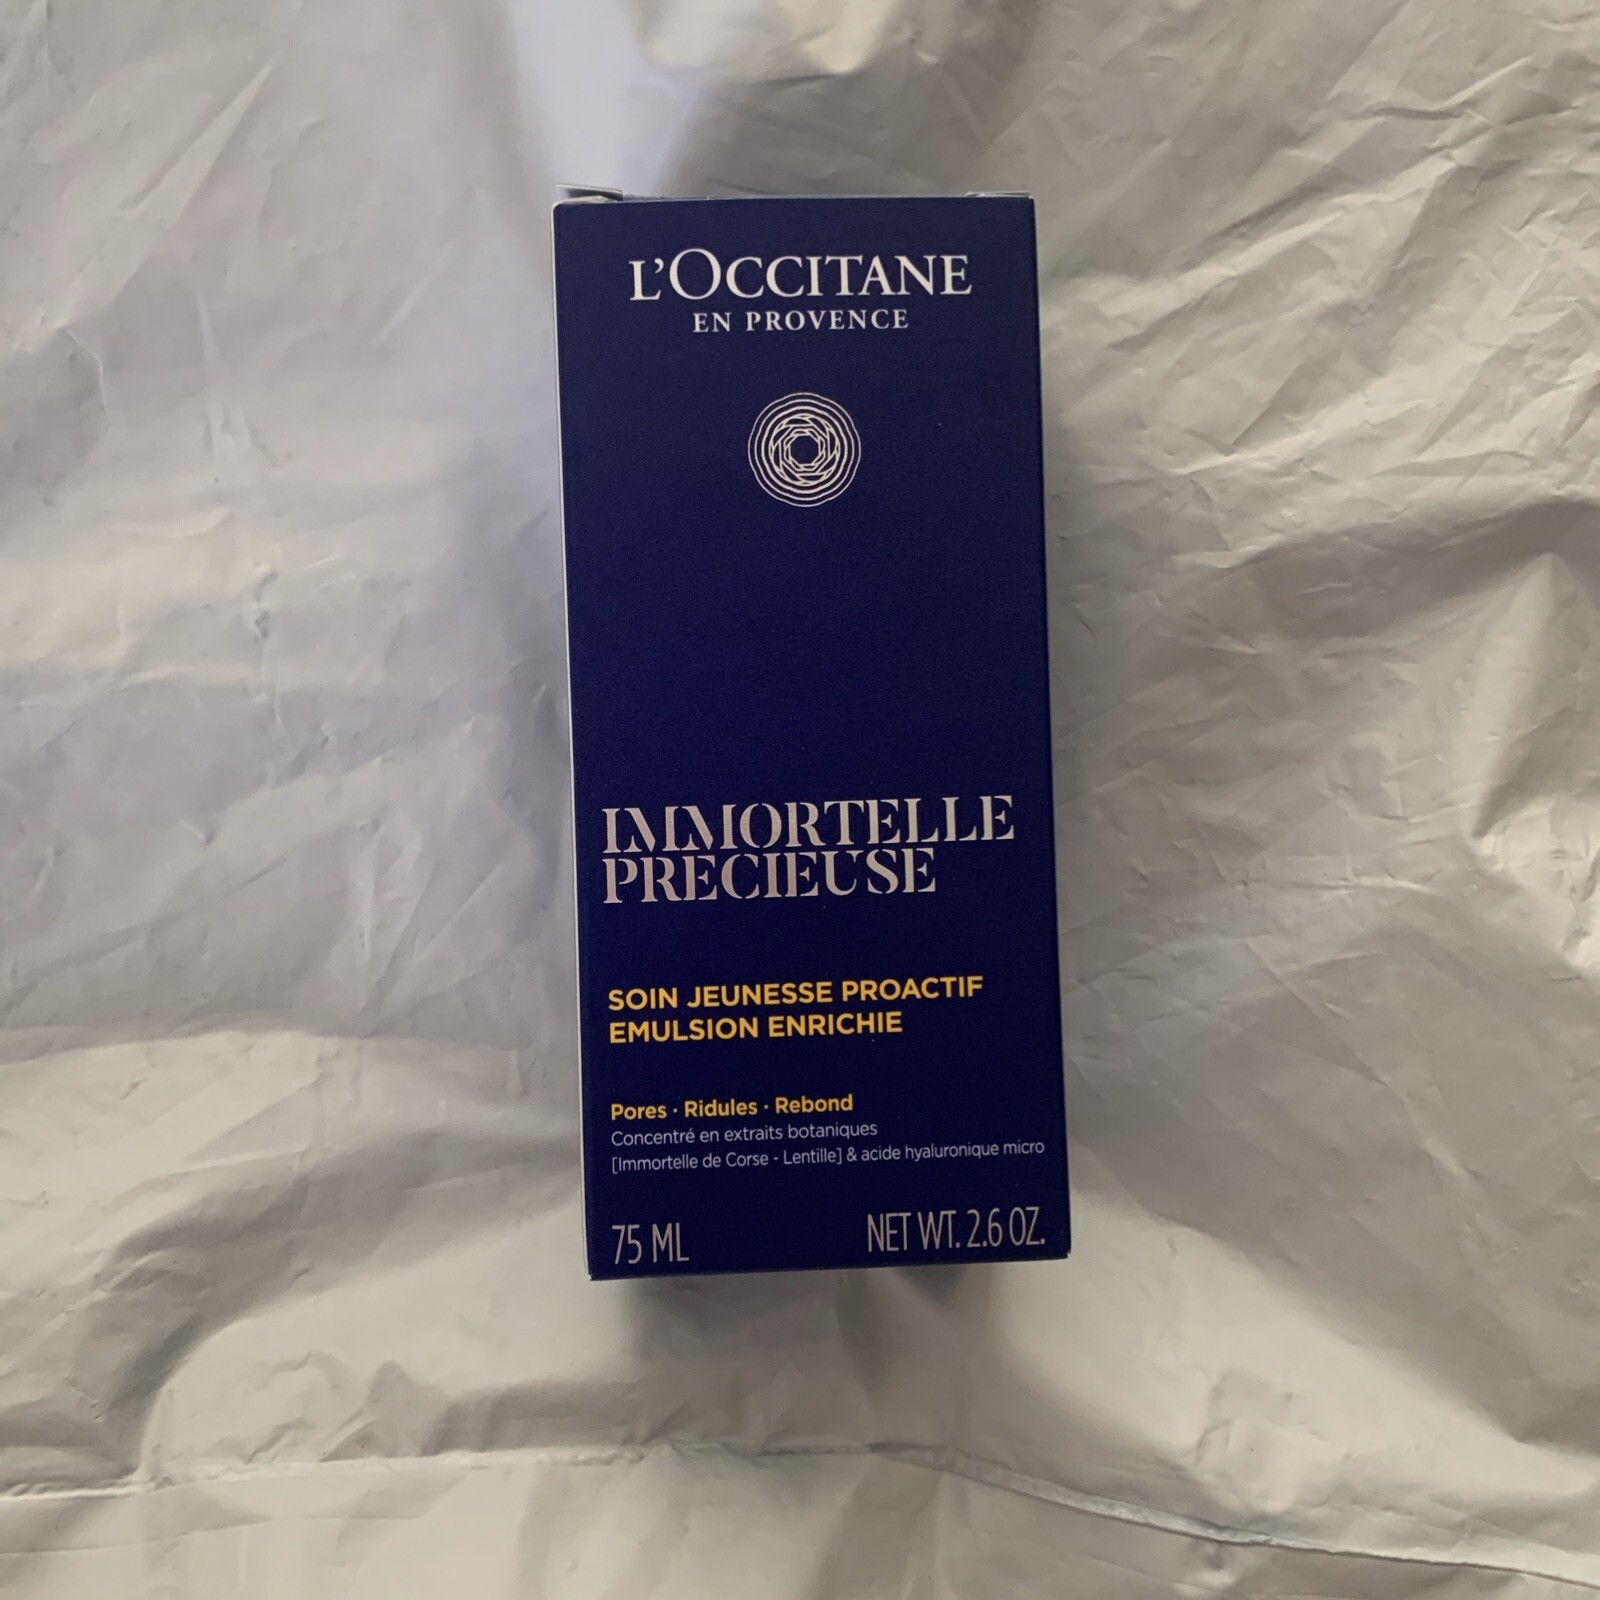 L'OCCITANE
EN PROVENCE
IMMORTELLE
PRECIEUSE
SOIN JEUNESSE PROACTIF
EMULSION ENRICHIE
Pores · Ridules · Rebond
Concentré en extraits botaniques
[Immortelle de Corse - Lentille] & acide hyaluronique micro
75 ML NET WT. 2.6 OZ.